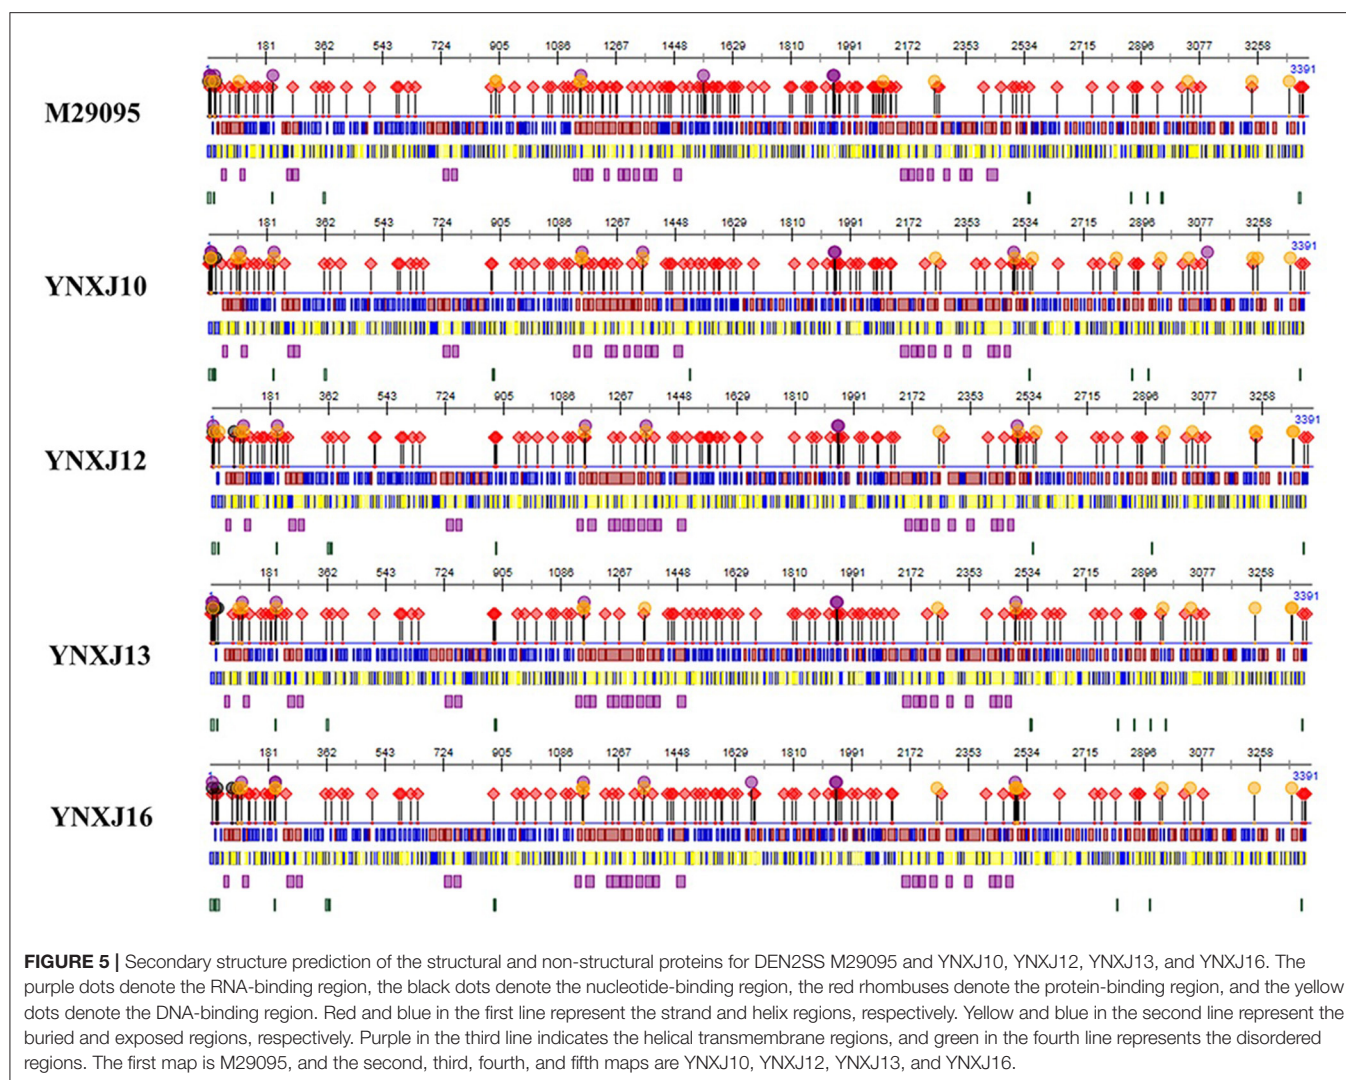 181 362 543 724 905 1086 1267 1448 1629 1810 1991 2172 2353 2534 2715 2896 3077 3258
1 3391
M29095
181 362 543 724 905 1086 1267 1448 1629 1810 1991 2172 2353 2534 2715 2896 3077 3258
1 3391
YNXJ10
181 362 543 724 905 1086 1267 1448 1629 1810 1991 2172 2353 2534 2715 2896 3077 3258
1 3391
YNXJ12
181 362 543 724 905 1086 1267 1448 1629 1810 1991 2172 2353 2534 2715 2896 3077 3258
1 3391
YNXJ13
181 362 543 724 905 1086 1267 1448 1629 1810 1991 2172 2353 2534 2715 2896 3077 3258
1 3391
YNXJ16
FIGURE 5 | Secondary structure prediction of the structural and non-structural proteins for DEN2SS M29095 and YNXJ10, YNXJ12, YNXJ13, and YNXJ16. The
purple dots denote the RNA-binding region, the black dots denote the nucleotide-binding region, the red rhombuses denote the protein-binding region, and the yellow
dots denote the DNA-binding region. Red and blue in the first line represent the strand and helix regions, respectively. Yellow and blue in the second line represent the
buried and exposed regions, respectively. Purple in the third line indicates the helical transmembrane regions, and green in the fourth line represents the disordered
regions. The first map is M29095, and the second, third, fourth, and fifth maps are YNXJ10, YNXJ12, YNXJ13, and YNXJ16.